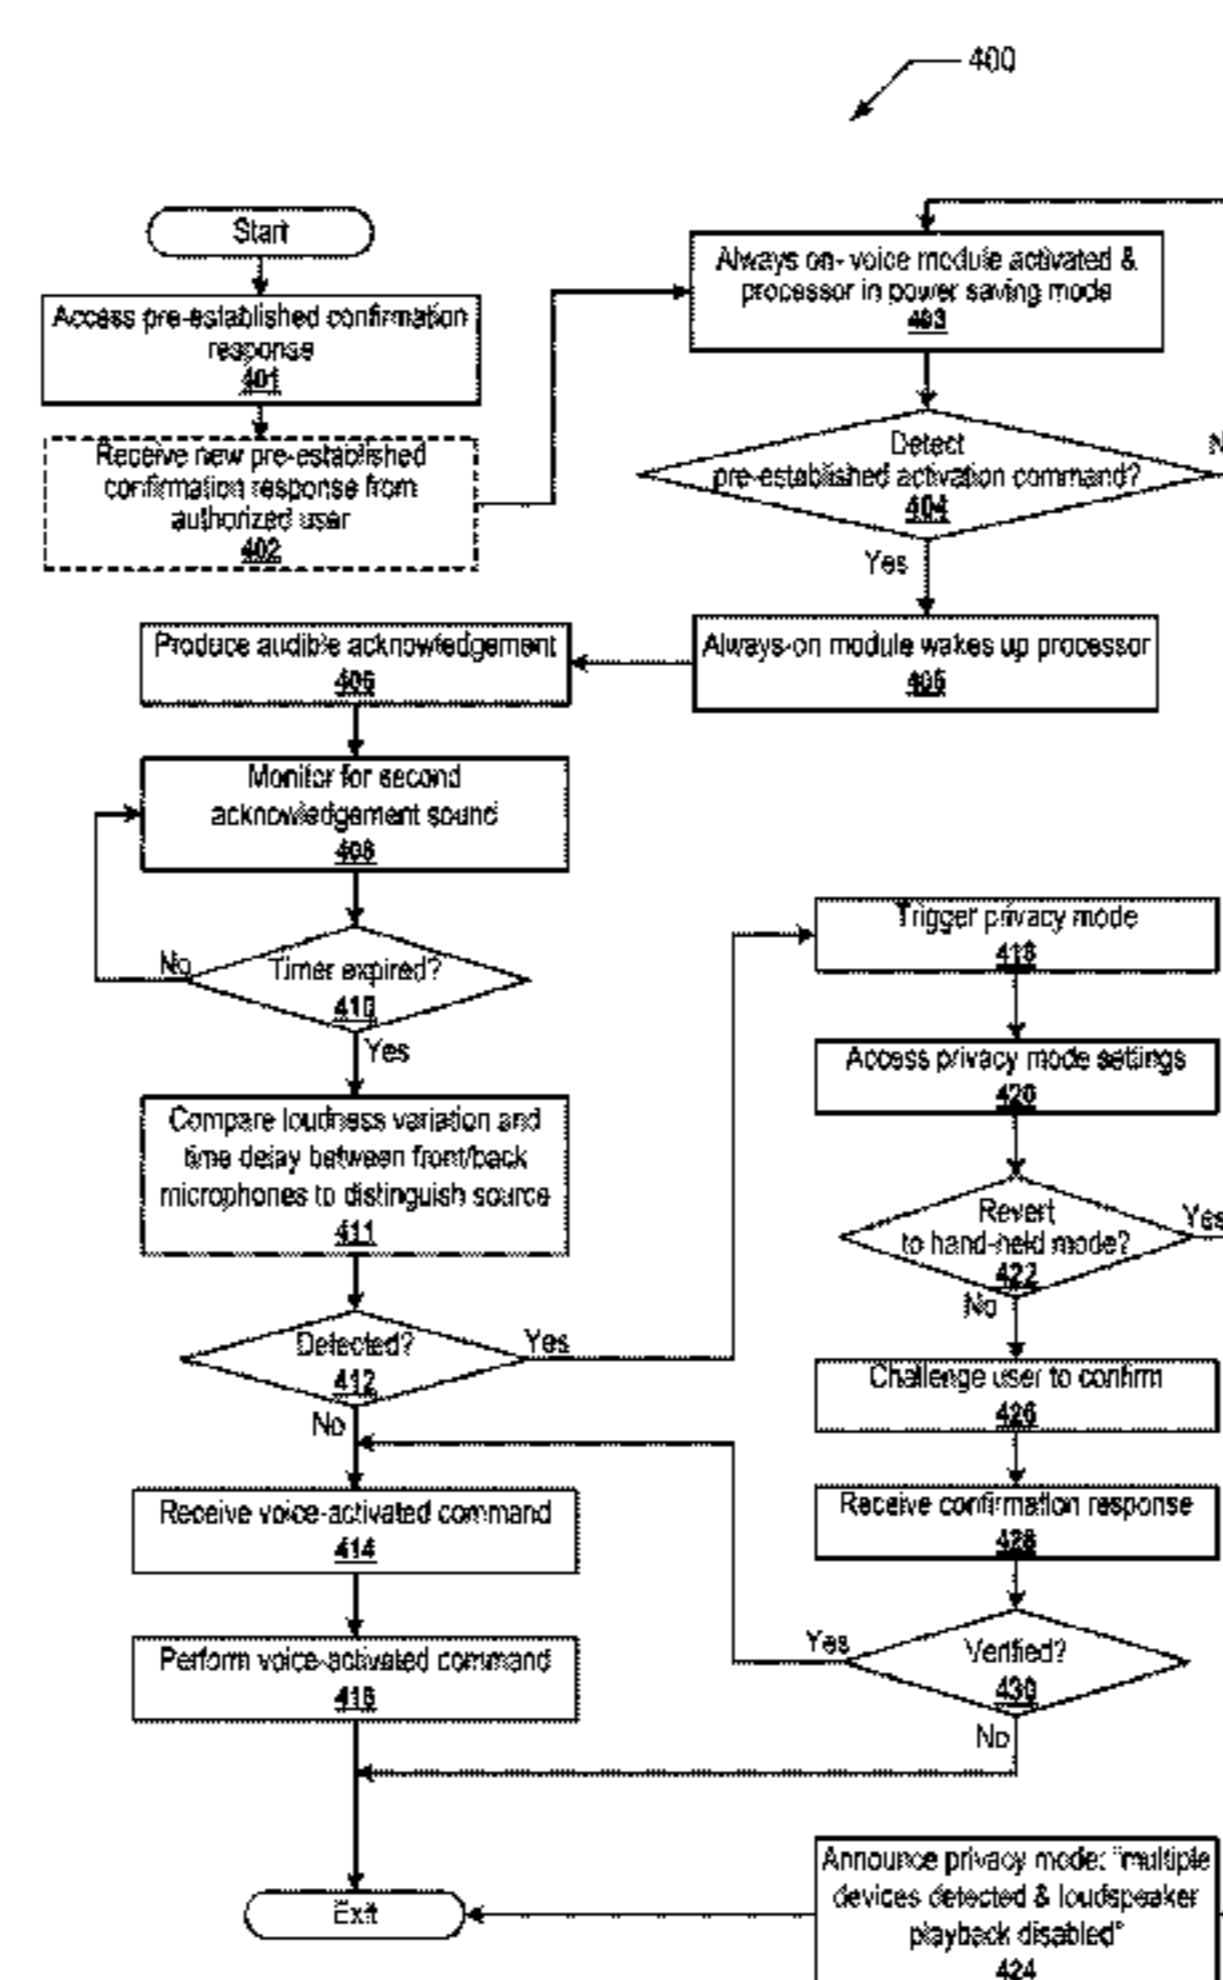 400
Start
Access pre-established confirmation
response
401
Receive new pre-established
confirmation response from
authorized user
402
Always on- voice module activated &
processor in power saving mode
403
Detect
pre-established activation command?
404
Yes
Always-on module wakes up processor
405
Produce audible acknowledgement
406
Monitor for second
acknowledgement sound
408
No
Timer expired?
410
Yes
Compare loudness variation and
time delay between front/back
microphones to distinguish source
411
Detected?
412
Yes
No
Receive voice-activated command
414
Perform voice-activated command
416
Exit
Trigger privacy mode
418
Access privacy mode settings
420
Revert
to hand-held mode?
422
Yes
No
Challenge user to confirm
426
Receive confirmation response
428
Verified?
430
Yes
No
Announce privacy mode: "multiple
devices detected & loudspeaker
playback disabled"
424